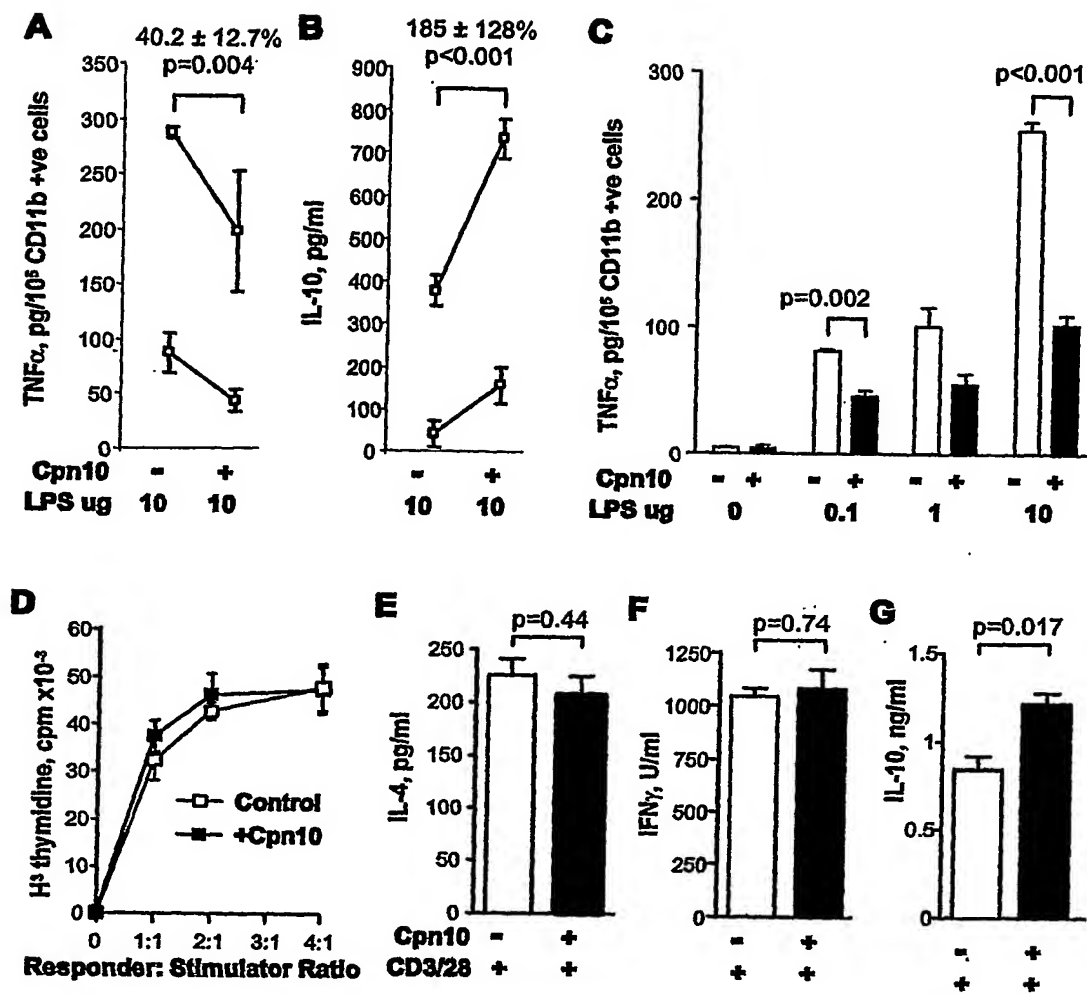 A
40.2 ± 12.7%
p=0.004
TNFα, pg/10⁵ CD11b +ve cells
350
300
250
200
150
100
50
0
Cpn10 - +
LPS ug 10 10
B
185 ± 128%
p<0.001
IL-10, pg/ml
900
800
700
600
500
400
300
200
100
0
- +
10 10
C
p<0.001
p=0.002
TNFα, pg/10⁵ CD11b +ve cells
300
200
100
0
Cpn10 - + - + - + - +
LPS ug 0 0.1 1 10
D
H³ thymidine, cpm x10⁻³
60
50
40
30
20
10
0
Control
+Cpn10
0 1:1 2:1 3:1 4:1
Responder: Stimulator Ratio
E
p=0.44
IL-4, pg/ml
250
200
150
100
50
0
Cpn10 - +
CD3/28 + +
F
p=0.74
IFNγ, U/ml
1250
1250
1000
750
500
250
0
- +
+ +
G
p=0.017
IL-10, ng/ml
1.5
1
0.5
0
- +
+ +